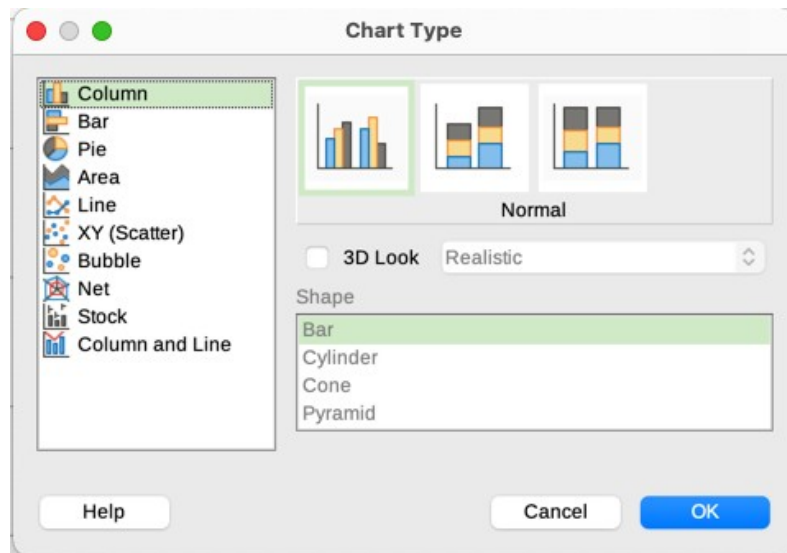 Chart Type
Column
Bar
Pie
Area
Line
XY (Scatter)
Bubble
Net
Stock
Column and Line
Normal
3D Look
Realistic
Shape
Bar
Cylinder
Cone
Pyramid
Help
Cancel
OK